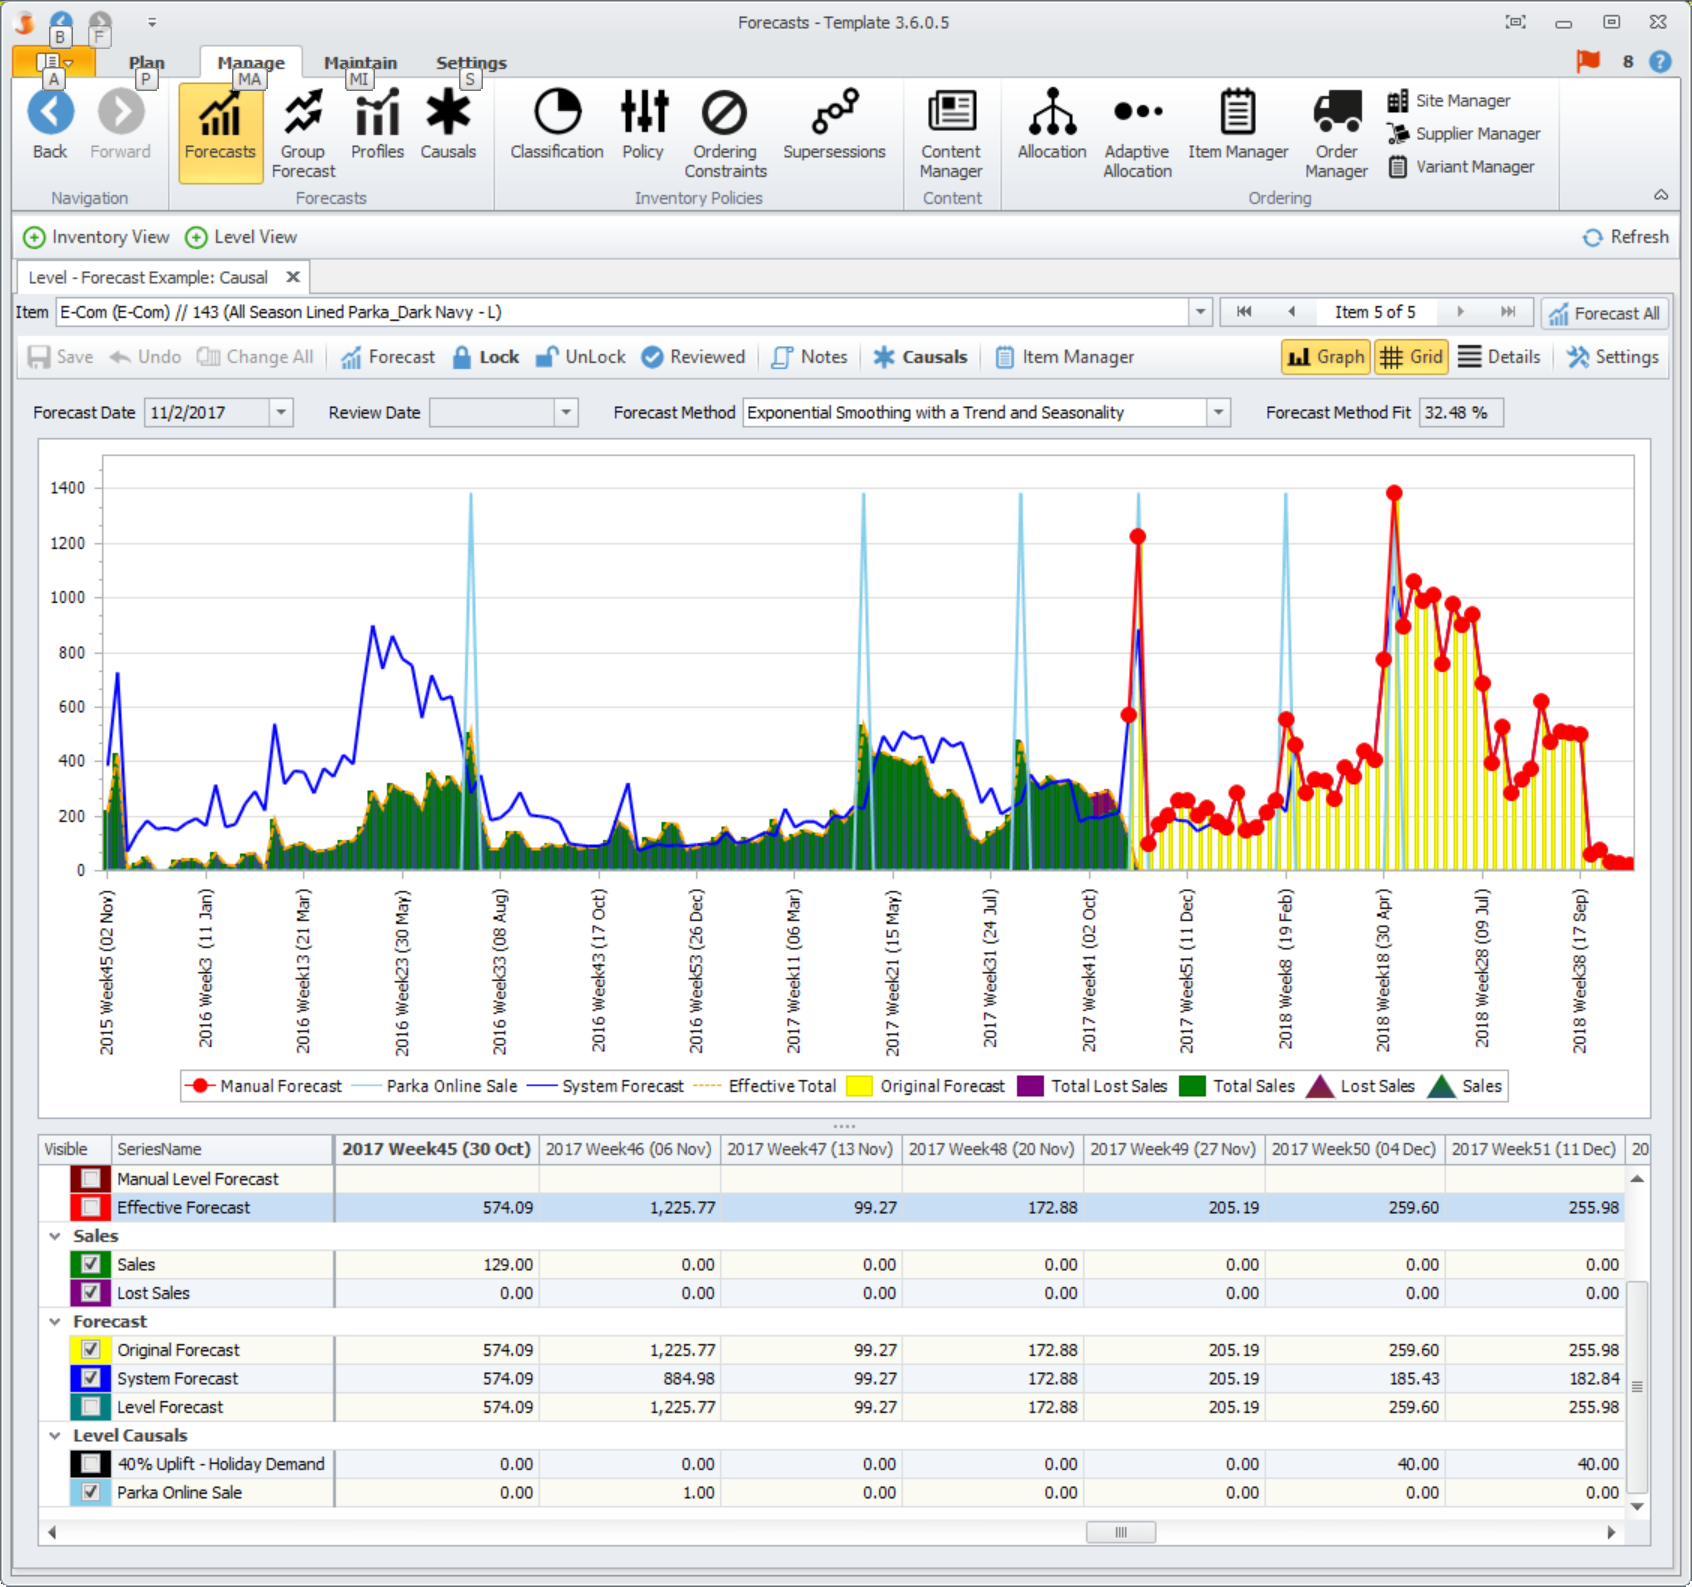 Forecasts - Template 3.6.0.5
B F
Plan Manage Maintain Settings 8 ?
A P MA MI S
Back Forward Forecasts Group Forecast Profiles Causals Classification Policy Ordering Constraints Supersessions Content Manager Allocation Adaptive Allocation Item Manager Order Manager
Site Manager
Supplier Manager
Variant Manager
Navigation Forecasts Inventory Policies Content Ordering
Inventory View Level View Refresh
Level - Forecast Example: Causal
Item E-Com (E-Com) // 143 (All Season Lined Parka_Dark Navy - L) Item 5 of 5 Forecast All
Save Undo Change All Forecast Lock UnLock Reviewed Notes Causals Item Manager Graph Grid Details Settings
Forecast Date 11/2/2017 Review Date Forecast Method Exponential Smoothing with a Trend and Seasonality Forecast Method Fit 32.48 %
1400
1200
1000
800
600
400
200
0
2015 Week45 (02 Nov)
2016 Week3 (11 Jan)
2016 Week13 (21 Mar)
2016 Week23 (30 May)
2016 Week33 (08 Aug)
2016 Week43 (17 Oct)
2016 Week53 (26 Dec)
2017 Week11 (06 Mar)
2017 Week21 (15 May)
2017 Week31 (24 Jul)
2017 Week41 (02 Oct)
2017 Week51 (11 Dec)
2018 Week8 (19 Feb)
2018 Week18 (30 Apr)
2018 Week28 (09 Jul)
2018 Week38 (17 Sep)
Manual Forecast Parka Online Sale System Forecast Effective Total Original Forecast Total Lost Sales Total Sales Lost Sales Sales
Visible SeriesName 2017 Week45 (30 Oct) 2017 Week46 (06 Nov) 2017 Week47 (13 Nov) 2017 Week48 (20 Nov) 2017 Week49 (27 Nov) 2017 Week50 (04 Dec) 2017 Week51 (11 Dec) 20
Manual Level Forecast
Effective Forecast 574.09 1,225.77 99.27 172.88 205.19 259.60 255.98
Sales
Sales 129.00 0.00 0.00 0.00 0.00 0.00 0.00
Lost Sales 0.00 0.00 0.00 0.00 0.00 0.00 0.00
Forecast
Original Forecast 574.09 1,225.77 99.27 172.88 205.19 259.60 255.98
System Forecast 574.09 884.98 99.27 172.88 205.19 185.43 182.84
Level Forecast 574.09 1,225.77 99.27 172.88 205.19 259.60 255.98
Level Causals
40% Uplift - Holiday Demand 0.00 0.00 0.00 0.00 0.00 40.00 40.00
Parka Online Sale 0.00 1.00 0.00 0.00 0.00 0.00 0.00